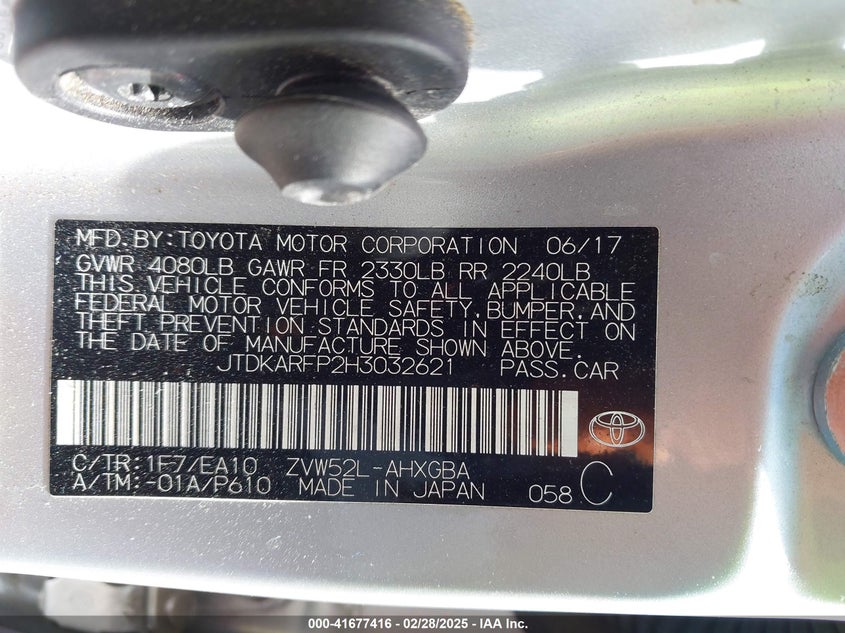 MFD.BY:TOYOTA MOTOR CORPORATION 06/17
GVWR 4080LB GAWR FR 2330LB RR 2240LB
THIS VEHICLE CONFORMS TO ALL APPLICABLE
FEDERAL MOTOR VEHICLE SAFETY,BUMPER,AND
THEFT PREVENTION STANDARDS IN EFFECT ON
THE DATE OF MANUFACTURE SHOWN ABOVE.
JTDKARFP2H3032621 PASS.CAR
C/TR:1F7/EA10 ZVW52L-AHXGBA
A/TM:-01A/P610 MADE IN JAPAN 058 C
000-41677416 - 02/28/2025 - IAA Inc.